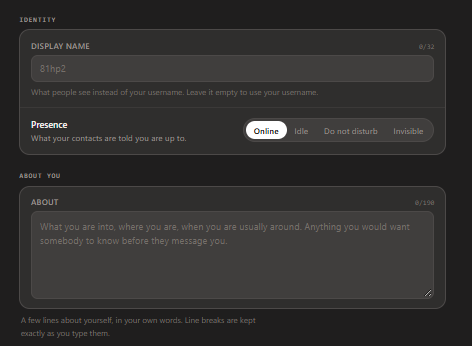 IDENTITY
DISPLAY NAME
0/32
81hp2
What people see instead of your username. Leave it empty to use your username.
Presence
What your contacts are told you are up to.
Online
Idle
Do not disturb
Invisible
ABOUT YOU
ABOUT
0/190
What you are into, where you are, when you are usually around. Anything you would want
somebody to know before they message you.
A few lines about yourself, in your own words. Line breaks are kept
exactly as you type them.